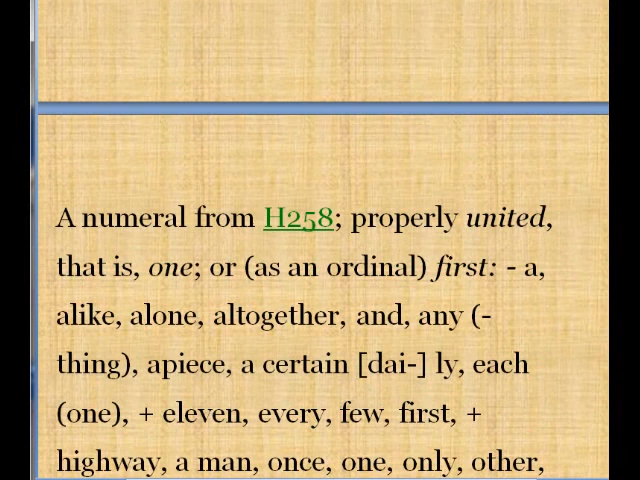 A numeral from H258; properly united,
that is, one; or (as an ordinal) first: - a,
alike, alone, altogether, and, any (-
thing), apiece, a certain [dai-] ly, each
(one), + eleven, every, few, first, +
highway, a man, once, one, only, other,